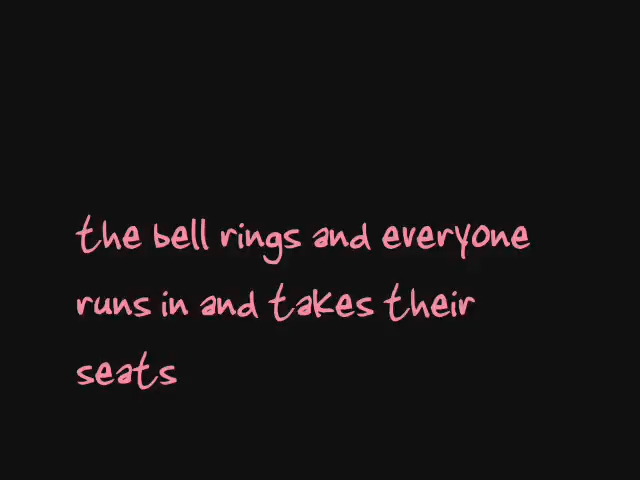 the bell rings and everyone
runs in and takes their
seats